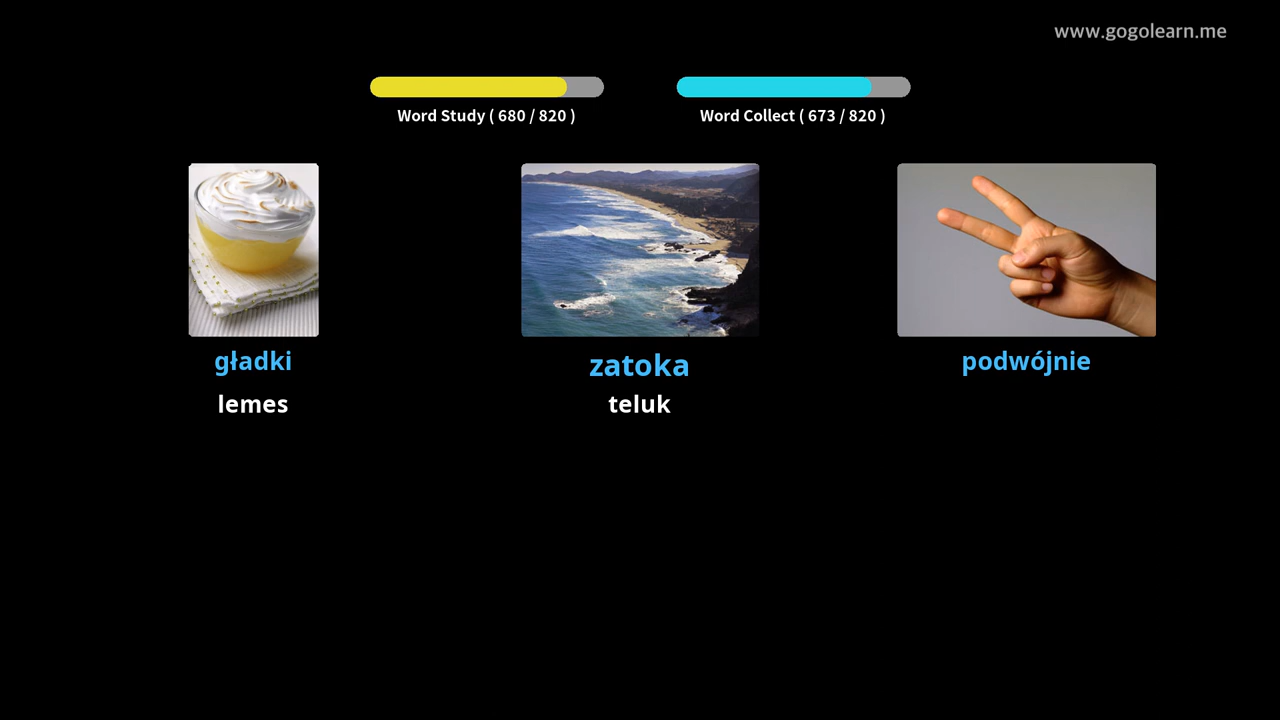 www.gogolearn.me
Word Study ( 680 / 820 )
Word Collect ( 673 / 820 )
gładki
zatoka
podwójnie
lemes
teluk